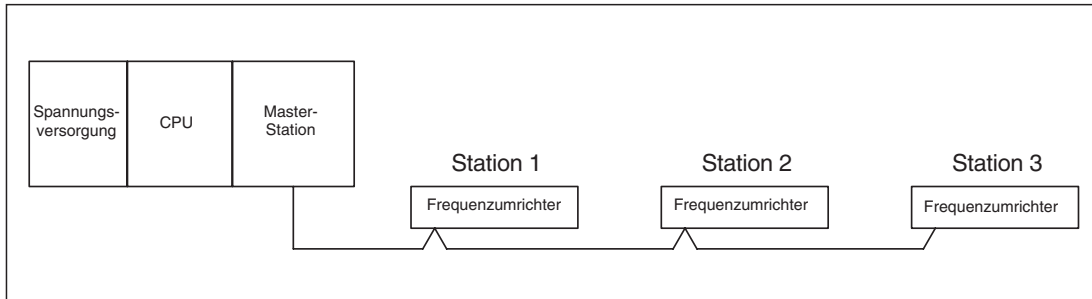 Spannungs-
versorgung
CPU
Master-
Station
Station 1
Station 2
Station 3
Frequenzumrichter
Frequenzumrichter
Frequenzumrichter